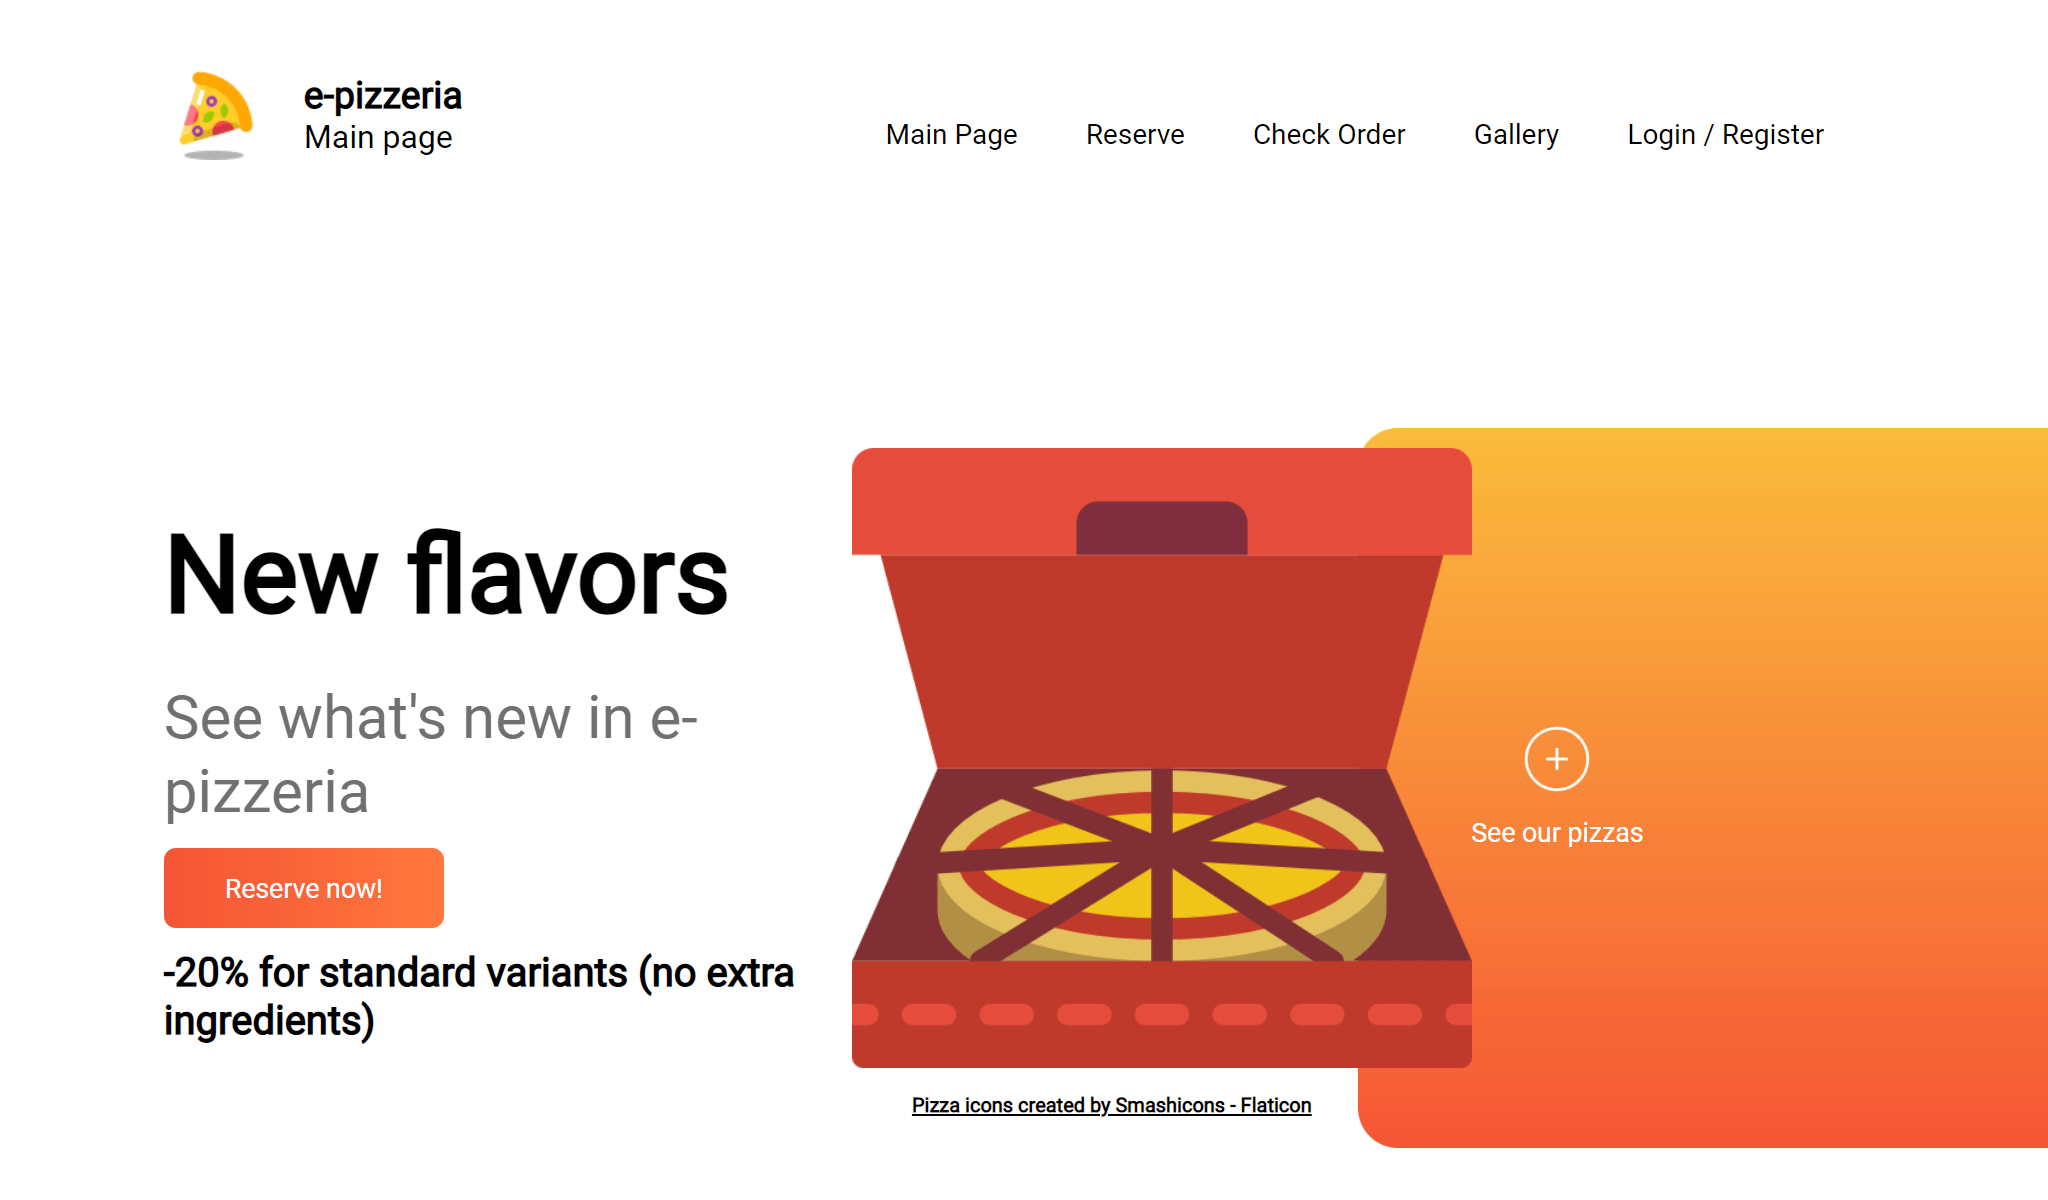 e-pizzeria
Main page
Main Page
Reserve
Check Order
Gallery
Login / Register
New flavors
See what's new in e-
pizzeria
Reserve now!
-20% for standard variants (no extra
ingredients)
See our pizzas
Pizza icons created by Smashicons - Flaticon